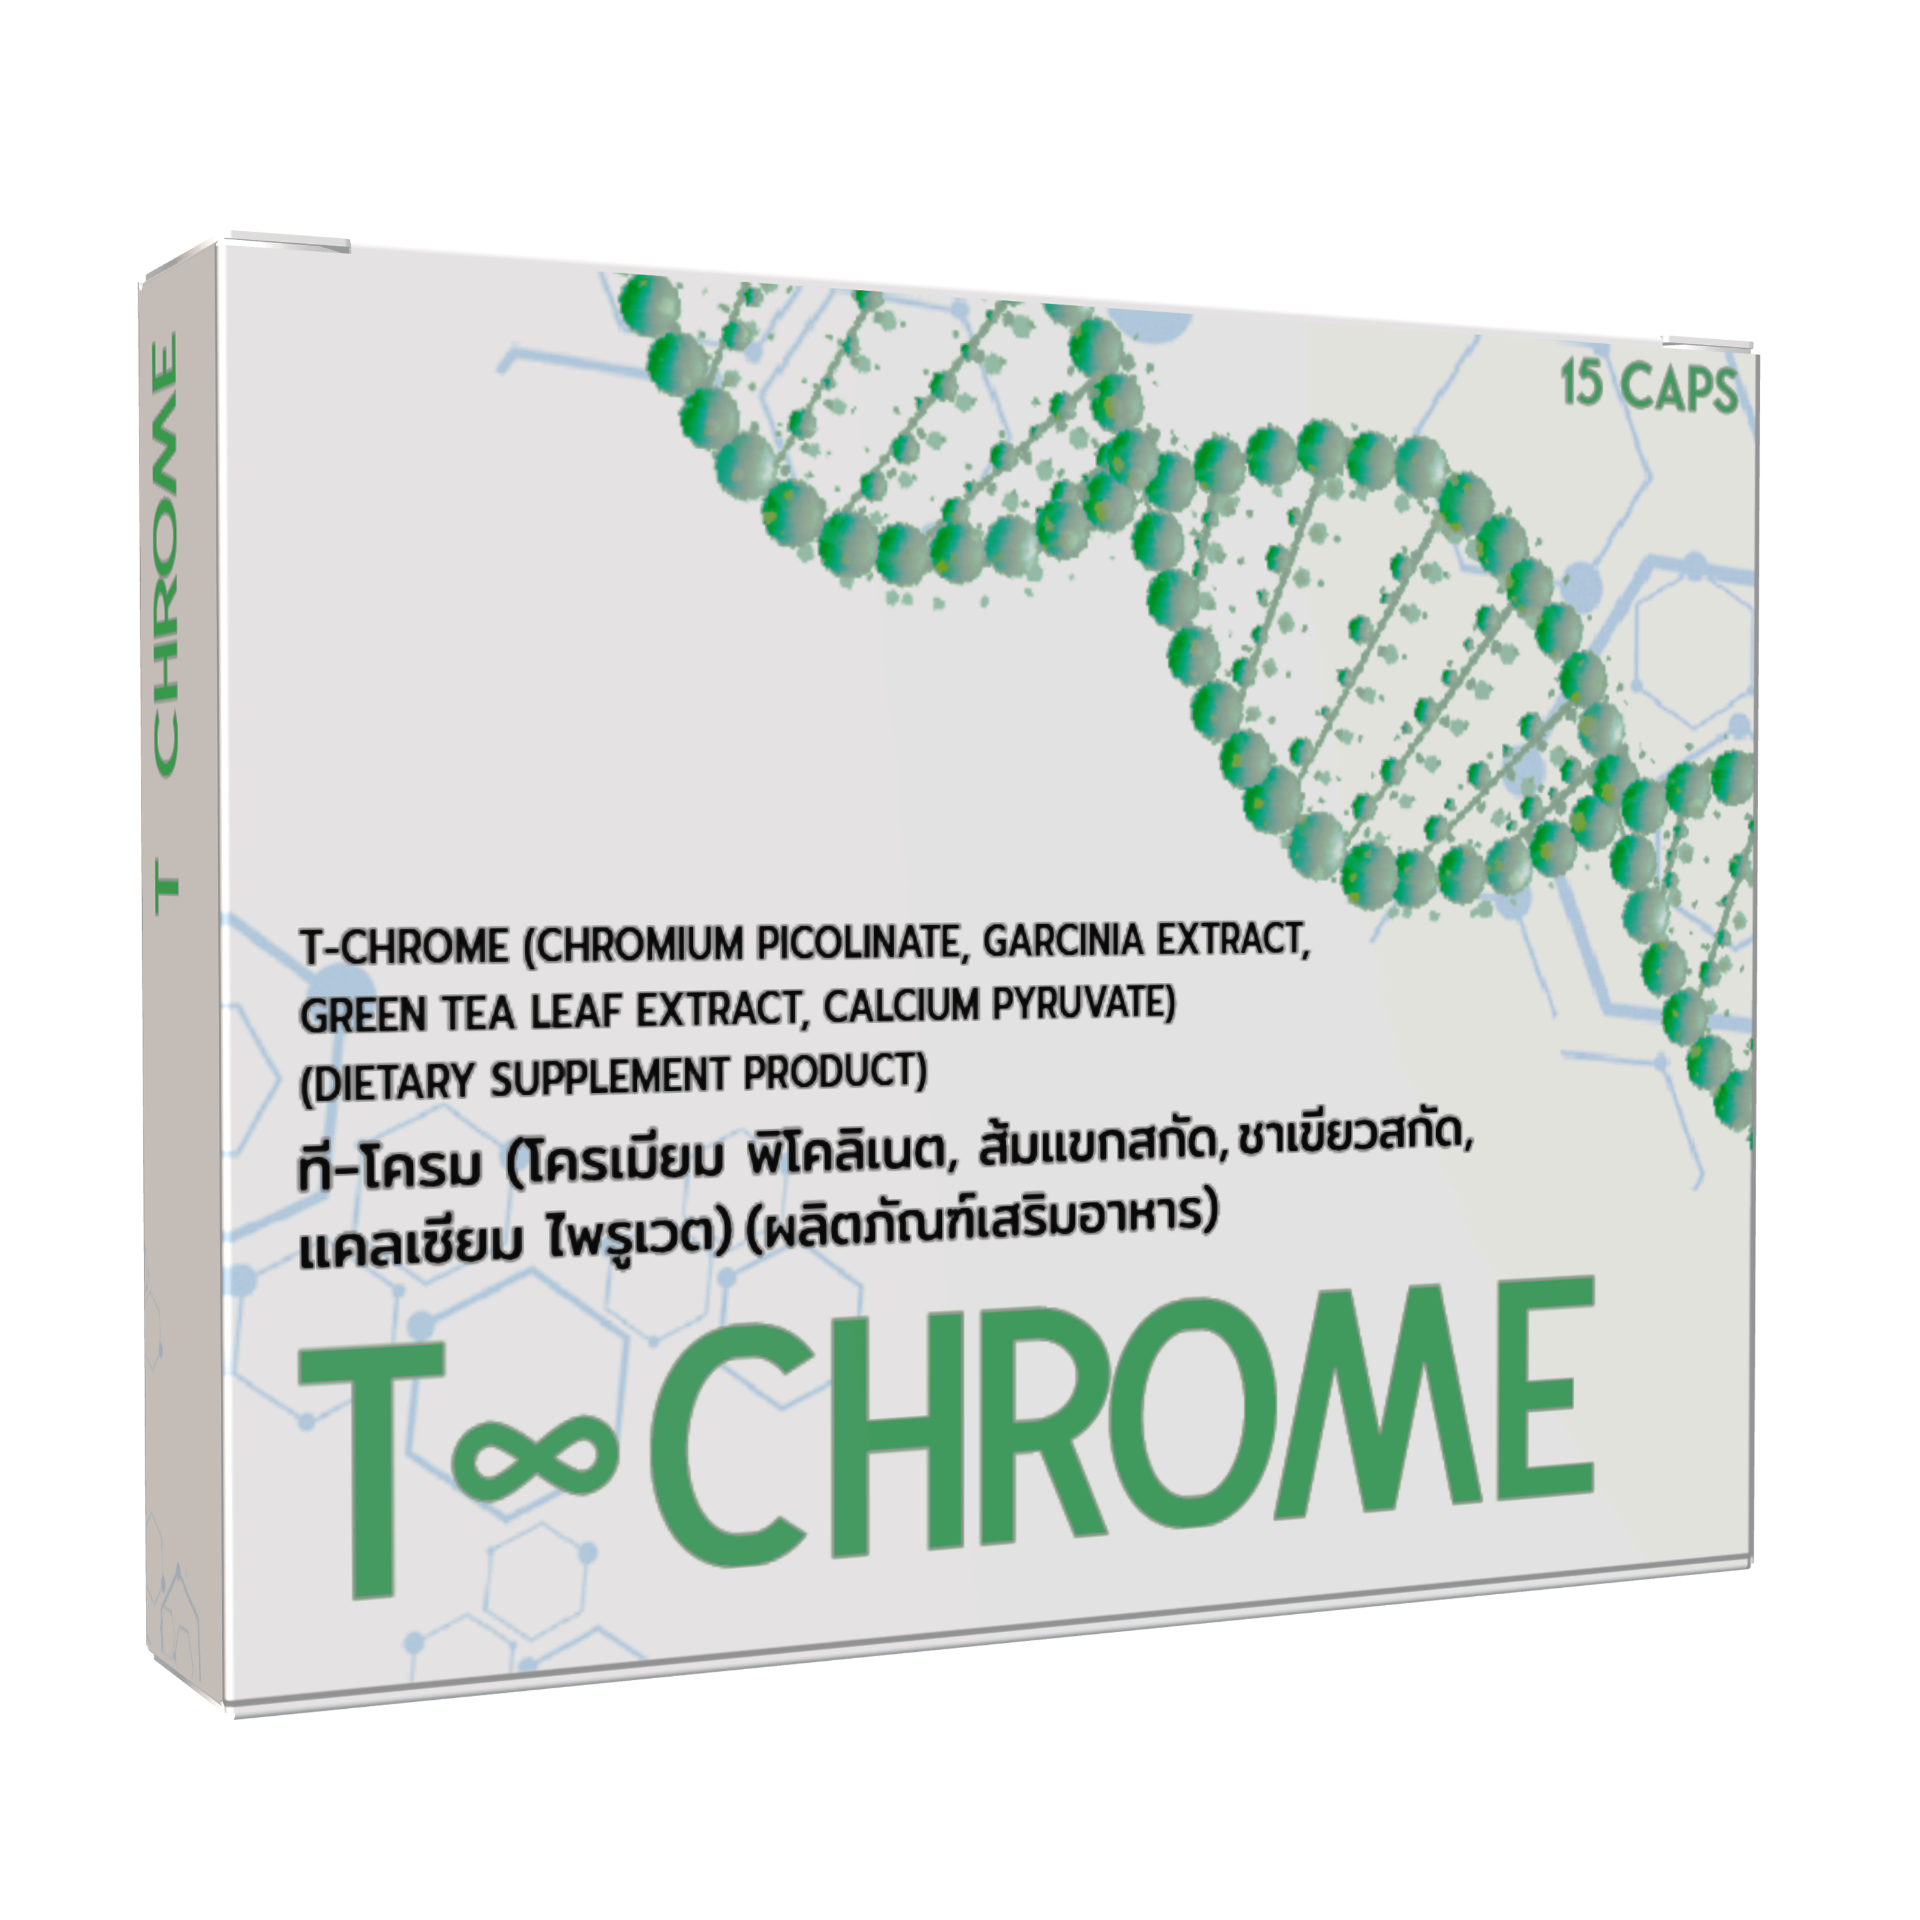 15 CAPS
T CHROME
T-CHROME (CHROMIUM PICOLINATE, GARCINIA EXTRACT,
GREEN TEA LEAF EXTRACT, CALCIUM PYRUVATE)
(DIETARY SUPPLEMENT PRODUCT)
ที-โครม (โครเมียม พิโคลิเนต, ส้มแขกสกัด, ชาเขียวสกัด,
แคลเซียม ไพรูเวต) (ผลิตภัณฑ์เสริมอาหาร)
T∞CHROME